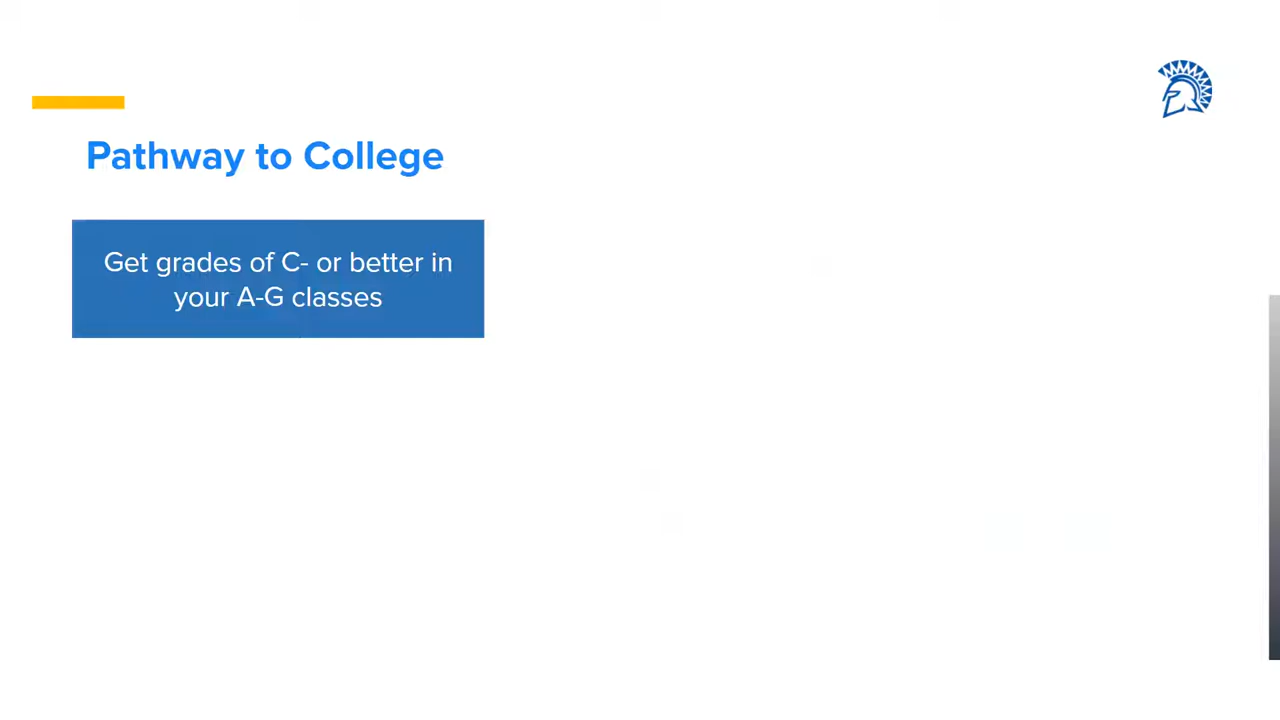 Pathway to College
Get grades of C- or better in
your A-G classes